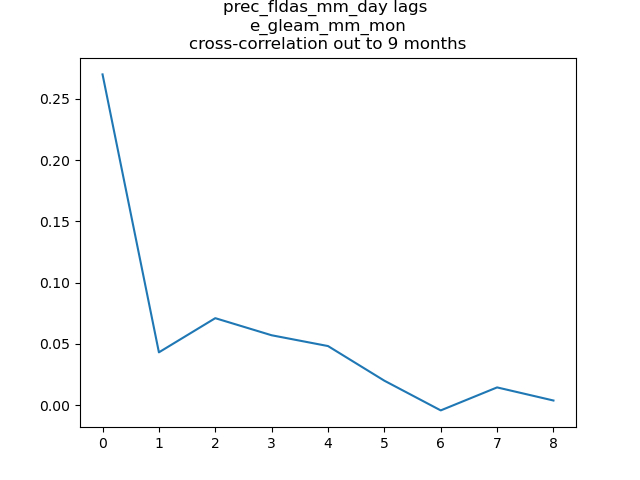 prec_fldas_mm_day lags
e_gleam_mm_mon
cross-correlation out to 9 months
0.25
0.20
0.15
0.10
0.05
0.00
0 1 2 3 4 5 6 7 8